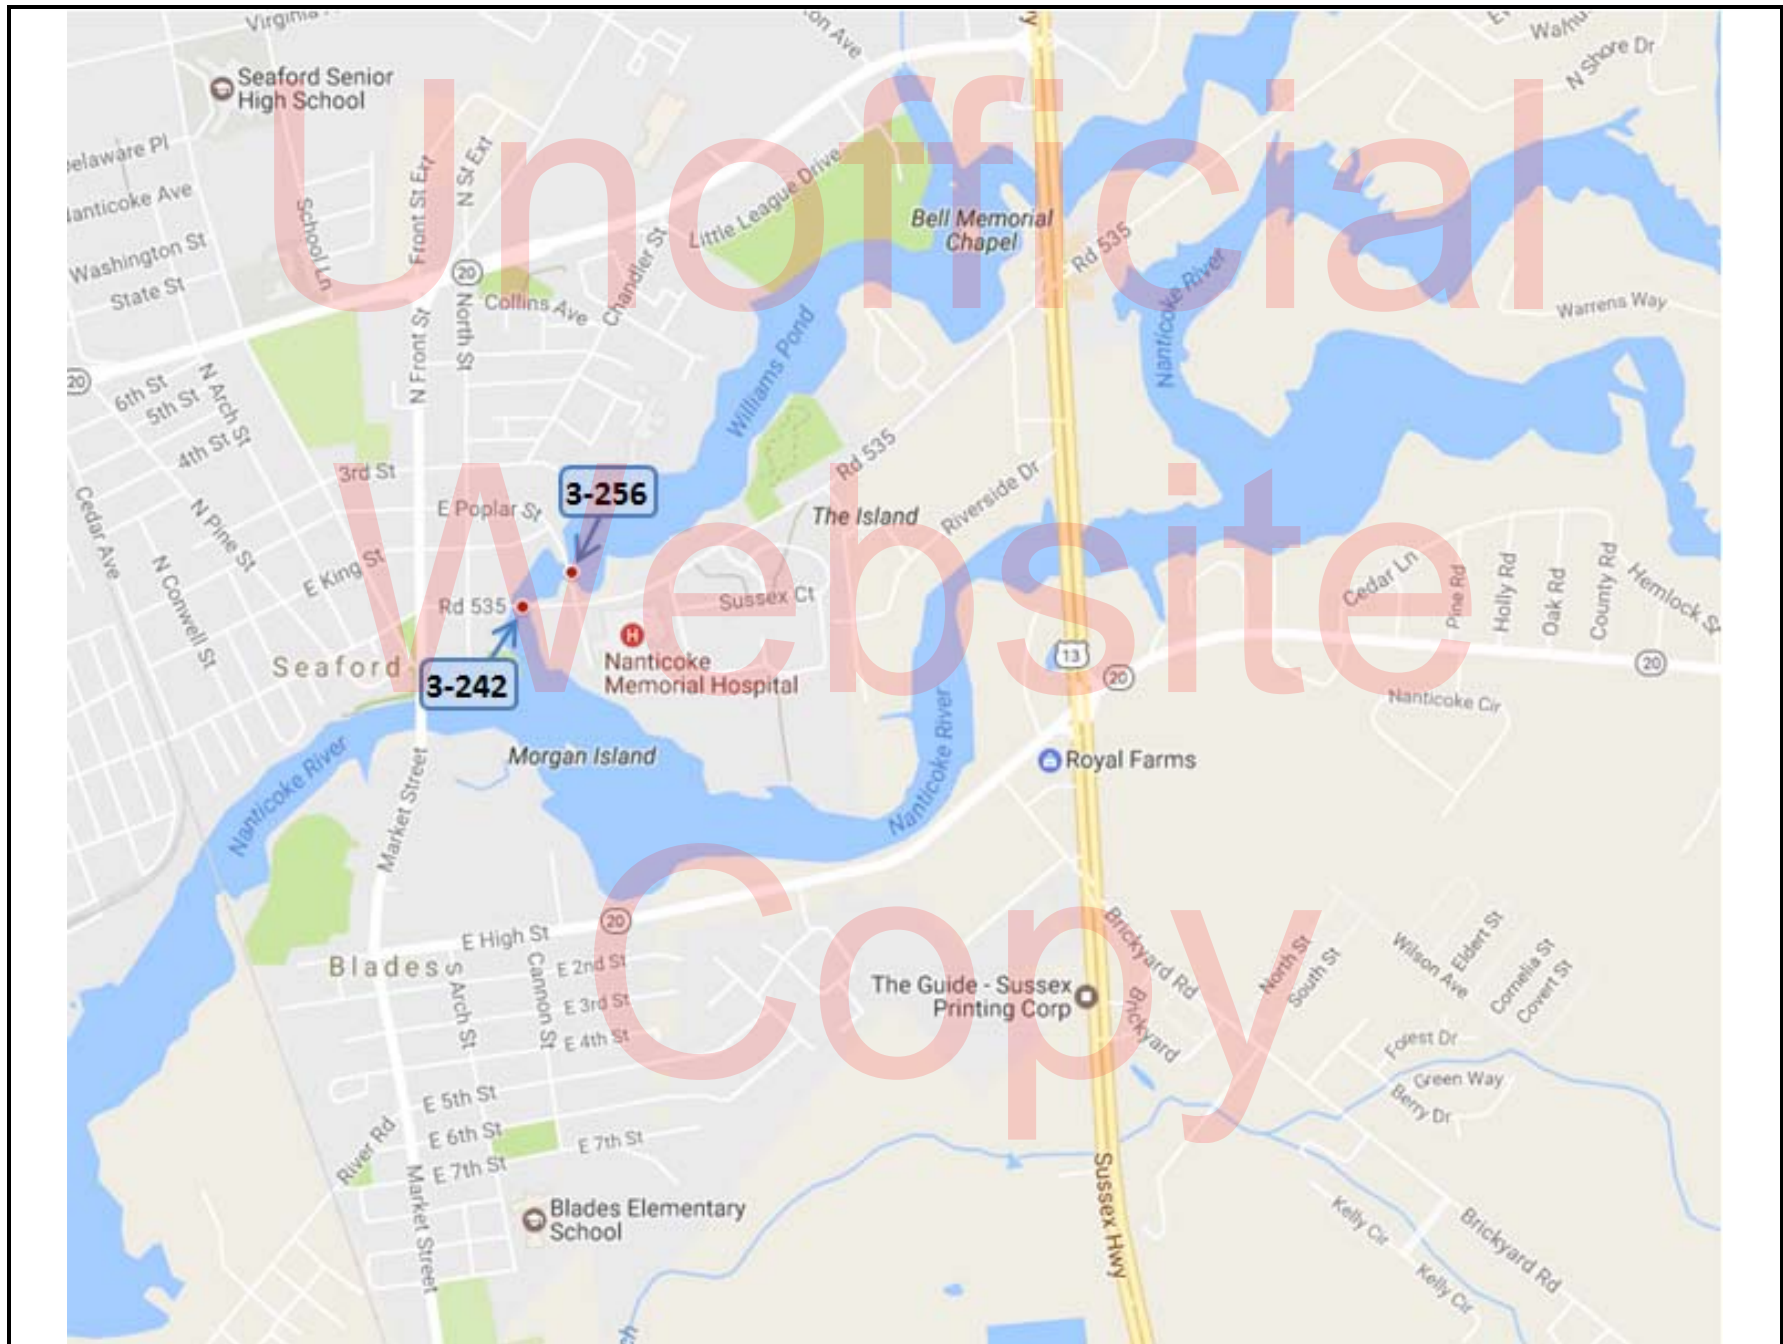 Virginia
Seaford Senior
High School
Delaware Pl
Nanticoke Ave
Washington St
State St
School Ln
Front St Ext
N St Ext
N Shore Dr
Little League Drive
Bell Memorial
Chapel
Rd 535
Nanticoke River
Warrens Way
20
Collins Ave
Chandler St
N Front St
North St
20
6th St
5th St
4th St
N Arch St
3rd St
Williams Pond
Rd 535
Riverside Dr
The Island
3-256
E Poplar St
Cedar Ave
N Pine St
N Conwell St
E King St
Rd 535
Sussex Ct
H
Nanticoke
Memorial Hospital
Seaford
3-242
13
20
Cedar Ln
Pine Rd
Holly Rd
Oak Rd
County Rd
Hemlock St
20
Nanticoke Cir
Nanticoke River
Morgan Island
Nanticoke River
Royal Farms
Market Street
20
E High St
Blades
S Arch St
Cannon St
E 2nd St
E 3rd St
E 4th St
The Guide - Sussex
Printing Corp
Brickyard Rd
Brickyard
North St
South St
Wilson Ave
Eldert St
Cornelia St
Covert St
Forest Dr
Green Way
Berry Dr
E 5th St
E 6th St
E 7th St
E 7th St
River Rd
Market Street
Blades Elementary
School
Sussex Hwy
Kelly Cir
Kelly Cir
Brickyard Rd
Unofficial
Website
Copy